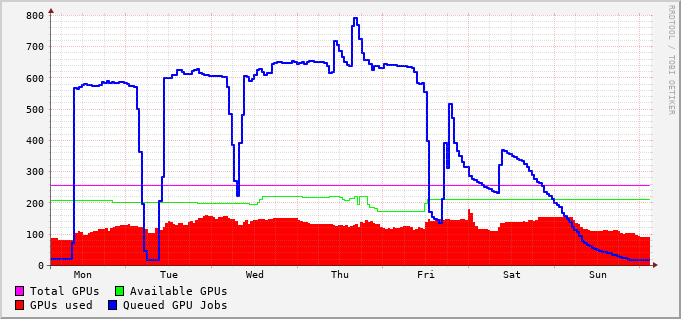 800
700
600
500
400
300
200
100
0
Mon Tue Wed Thu Fri Sat Sun
Total GPUs Available GPUs
GPUs used Queued GPU Jobs
RRDTOOL / TOBI OETIKER